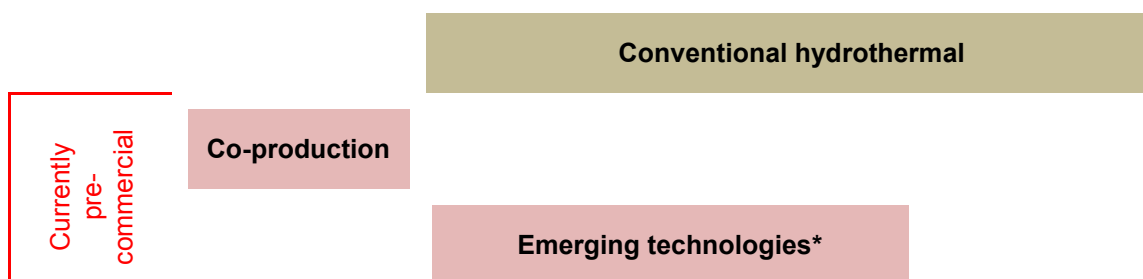 Conventional hydrothermal
Currently
pre-
commercial
Co-production
Emerging technologies*